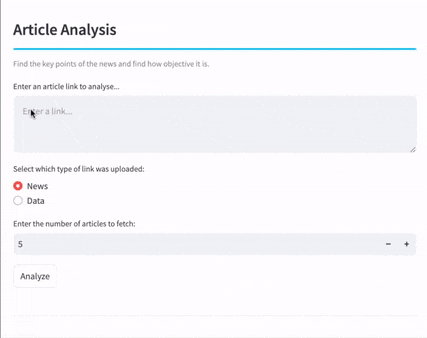 Article Analysis
Find the key points of the news and find how objective it is.
Enter an article link to analyse...
Enter a link...
Select which type of link was uploaded:
News
Data
Enter the number of articles to fetch:
5 − +
Analyze